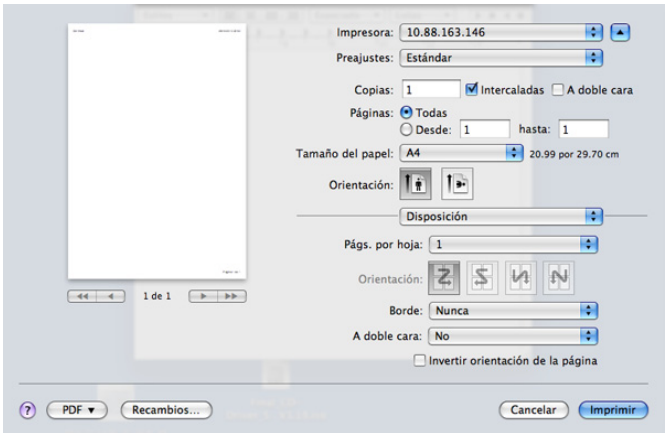 Impresora: 10.88.163.146
Preajustes: Estándar
Copias: 1 Intercaladas A doble cara
Páginas: Todas
Desde: 1 hasta: 1
Tamaño del papel: A4 20.99 por 29.70 cm
Orientación:
Disposición
Págs. por hoja: 1
Orientación:
Borde: Nunca
A doble cara: No
Invertir orientación de la página
1 de 1
? PDF Recambios... Cancelar Imprimir